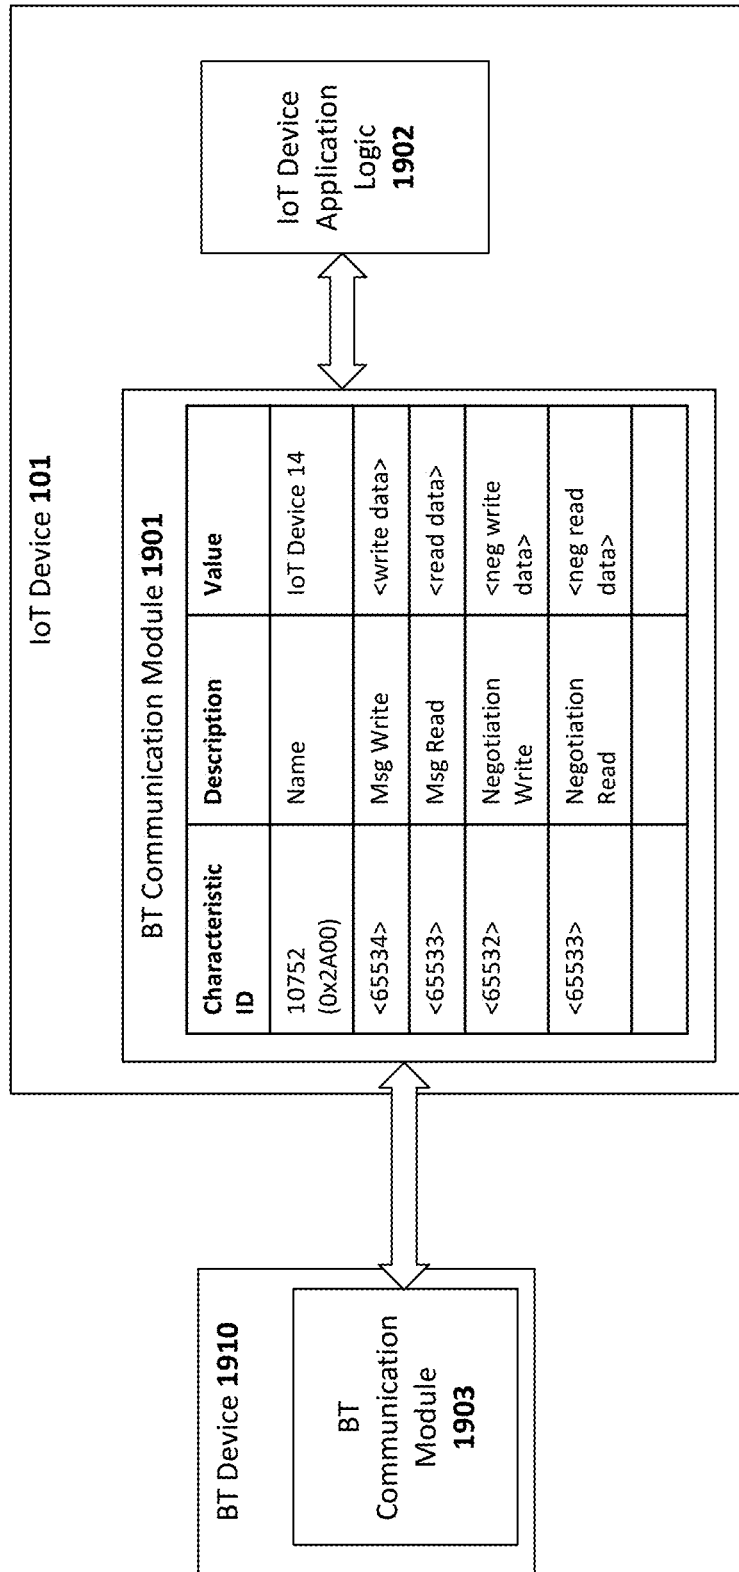 IoT Device 101
BT Communication Module 1901
Characteristic
ID
Description
Value
10752
(0x2A00)
Name
IoT Device 14
<65534>
Msg Write
<write data>
<65533>
Msg Read
<read data>
<65532>
Negotiation
Write
<neg write
data>
<65533>
Negotiation
Read
<neg read
data>
IoT Device
Application
Logic
1902
BT Device 1910
BT
Communication
Module
1903